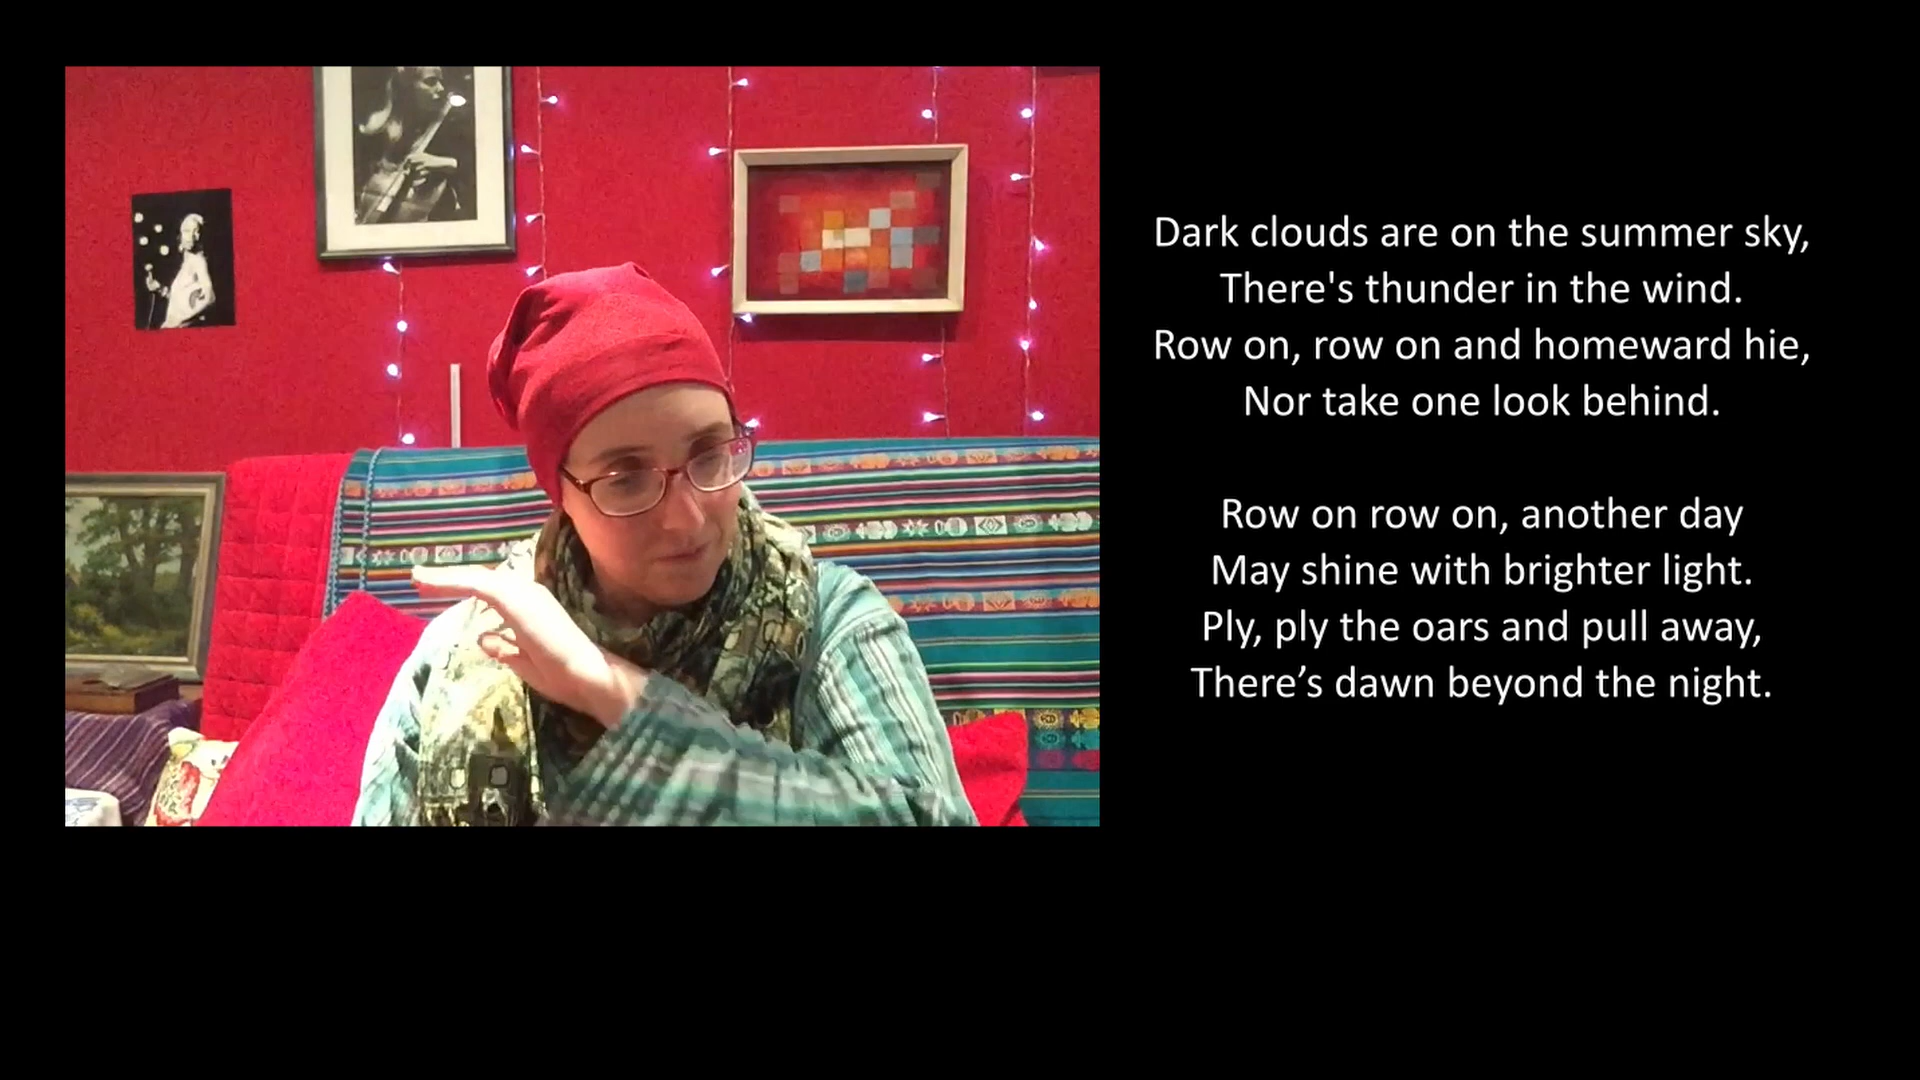 Dark clouds are on the summer sky,
There's thunder in the wind.
Row on, row on and homeward hie,
Nor take one look behind.
Row on row on, another day
May shine with brighter light.
Ply, ply the oars and pull away,
There’s dawn beyond the night.